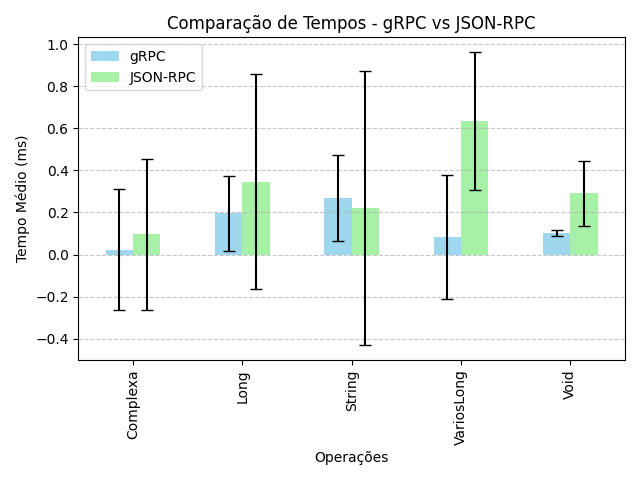 Comparação de Tempos - gRPC vs JSON-RPC
gRPC
JSON-RPC
Tempo Médio (ms)
1.0
0.8
0.6
0.4
0.2
0.0
−0.2
−0.4
Complexa
Long
String
VariosLong
Void
Operações